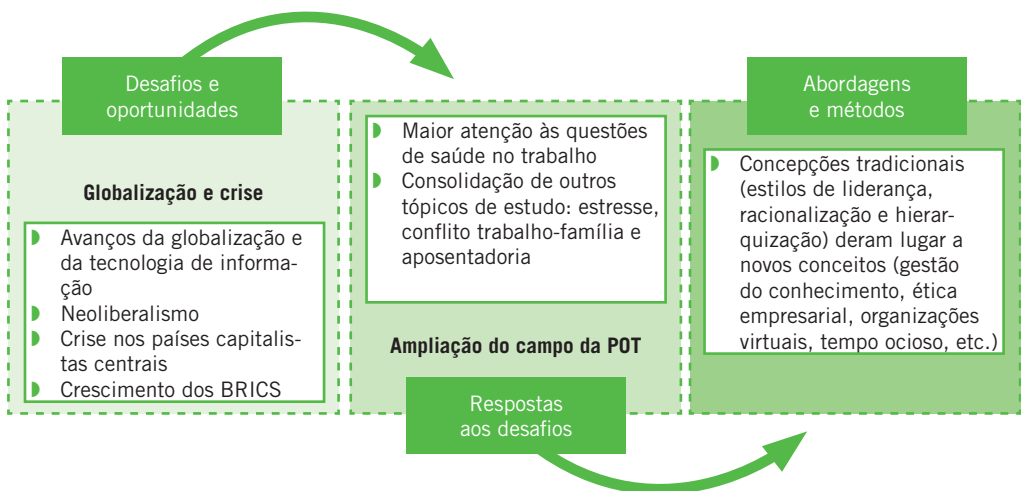 Desafios e
oportunidades
Globalização e crise
Avanços da globalização e
da tecnologia de informa-
ção
Neoliberalismo
Crise nos países capitalis-
tas centrais
Crescimento dos BRICS
Maior atenção às questões
de saúde no trabalho
Consolidação de outros
tópicos de estudo: estresse,
conflito trabalho-família e
aposentadoria
Ampliação do campo da POT
Respostas
aos desafios
Abordagens
e métodos
Concepções tradicionais
(estilos de liderança,
racionalização e hierar-
quização) deram lugar a
novos conceitos (gestão
do conhecimento, ética
empresarial, organizações
virtuais, tempo ocioso, etc.)